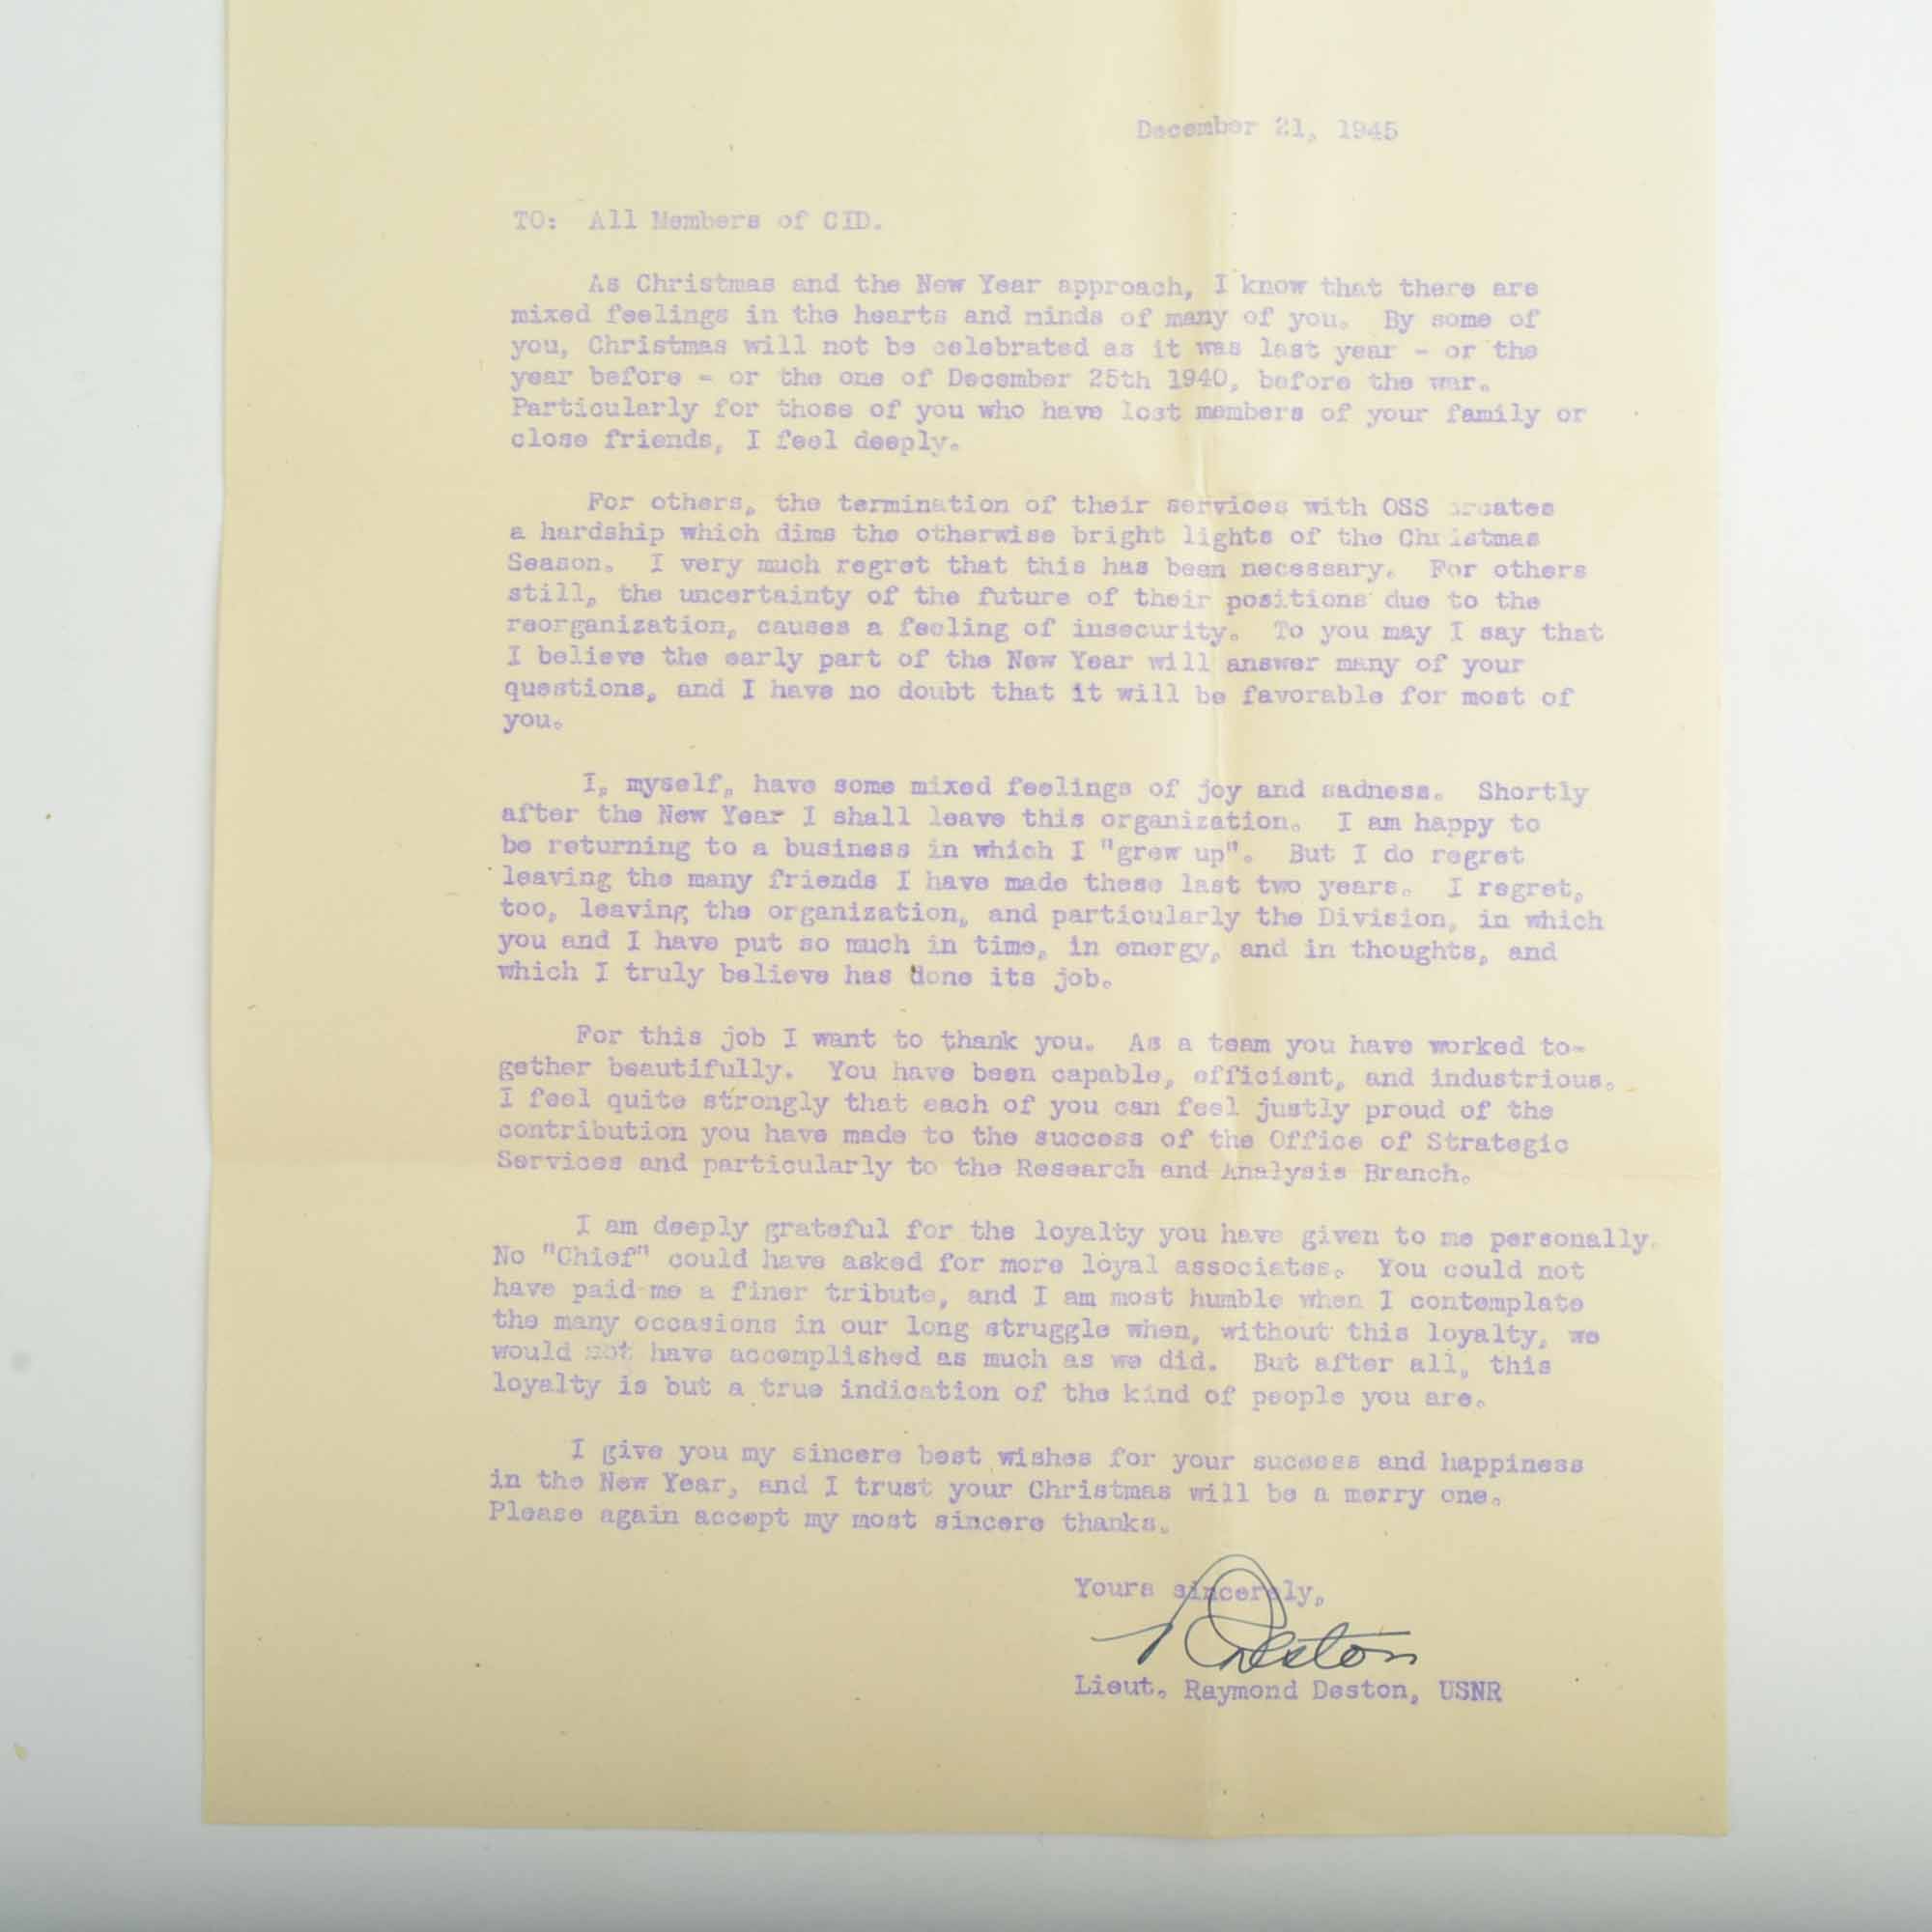 December 21, 1945
TO: All Members of CID.
As Christmas and the New Year approach, I know that there are
mixed feelings in the hearts and minds of many of you. By some of
you, Christmas will not be celebrated as it was last year - or the
year before - or the one of December 25th 1940, before the war.
Particularly for those of you who have lost members of your family or
close friends, I feel deeply.
For others, the termination of their services with OSS creates
a hardship which dims the otherwise bright lights of the Christmas
Season. I very much regret that this has been necessary. For others
still, the uncertainty of the future of their positions due to the
reorganization, causes a feeling of insecurity. To you may I say that
I believe the early part of the New Year will answer many of your
questions, and I have no doubt that it will be favorable for most of
you.
I, myself, have some mixed feelings of joy and sadness. Shortly
after the New Year I shall leave this organization. I am happy to
be returning to a business in which I "grew up". But I do regret
leaving the many friends I have made these last two years. I regret,
too, leaving the organization, and particularly the Division, in which
you and I have put so much in time, in energy, and in thoughts, and
which I truly believe has done its job.
For this job I want to thank you. As a team you have worked to-
gether beautifully. You have been capable, efficient, and industrious.
I feel quite strongly that each of you can feel justly proud of the
contribution you have made to the success of the Office of Strategic
Services and particularly to the Research and Analysis Branch.
I am deeply grateful for the loyalty you have given to me personally.
No "Chief" could have asked for more loyal associates. You could not
have paid me a finer tribute, and I am most humble when I contemplate
the many occasions in our long struggle when, without this loyalty, we
would not have accomplished as much as we did. But after all, this
loyalty is but a true indication of the kind of people you are.
I give you my sincere best wishes for your success and happiness
in the New Year, and I trust your Christmas will be a merry one.
Please again accept my most sincere thanks.
Yours sincerely,
R Deston
Lieut. Raymond Deston, USNR